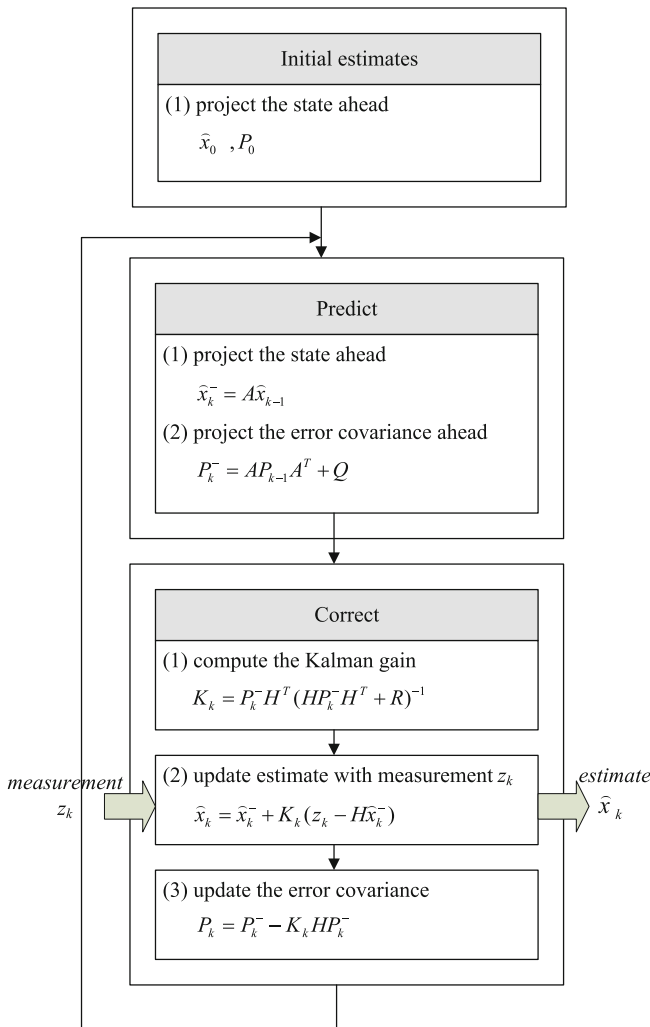 Initial estimates
(1) project the state ahead
x̂₀ , P₀
Predict
(1) project the state ahead
x̂ₖ⁻ = Ax̂ₖ₋₁
(2) project the error covariance ahead
Pₖ⁻ = APₖ₋₁Aᵀ + Q
Correct
(1) compute the Kalman gain
Kₖ = Pₖ⁻Hᵀ(HPₖ⁻Hᵀ + R)⁻¹
measurement
zₖ
(2) update estimate with measurement zₖ
x̂ₖ = x̂ₖ⁻ + Kₖ(zₖ − Hx̂ₖ⁻)
estimate
x̂ₖ
(3) update the error covariance
Pₖ = Pₖ⁻ − KₖHPₖ⁻